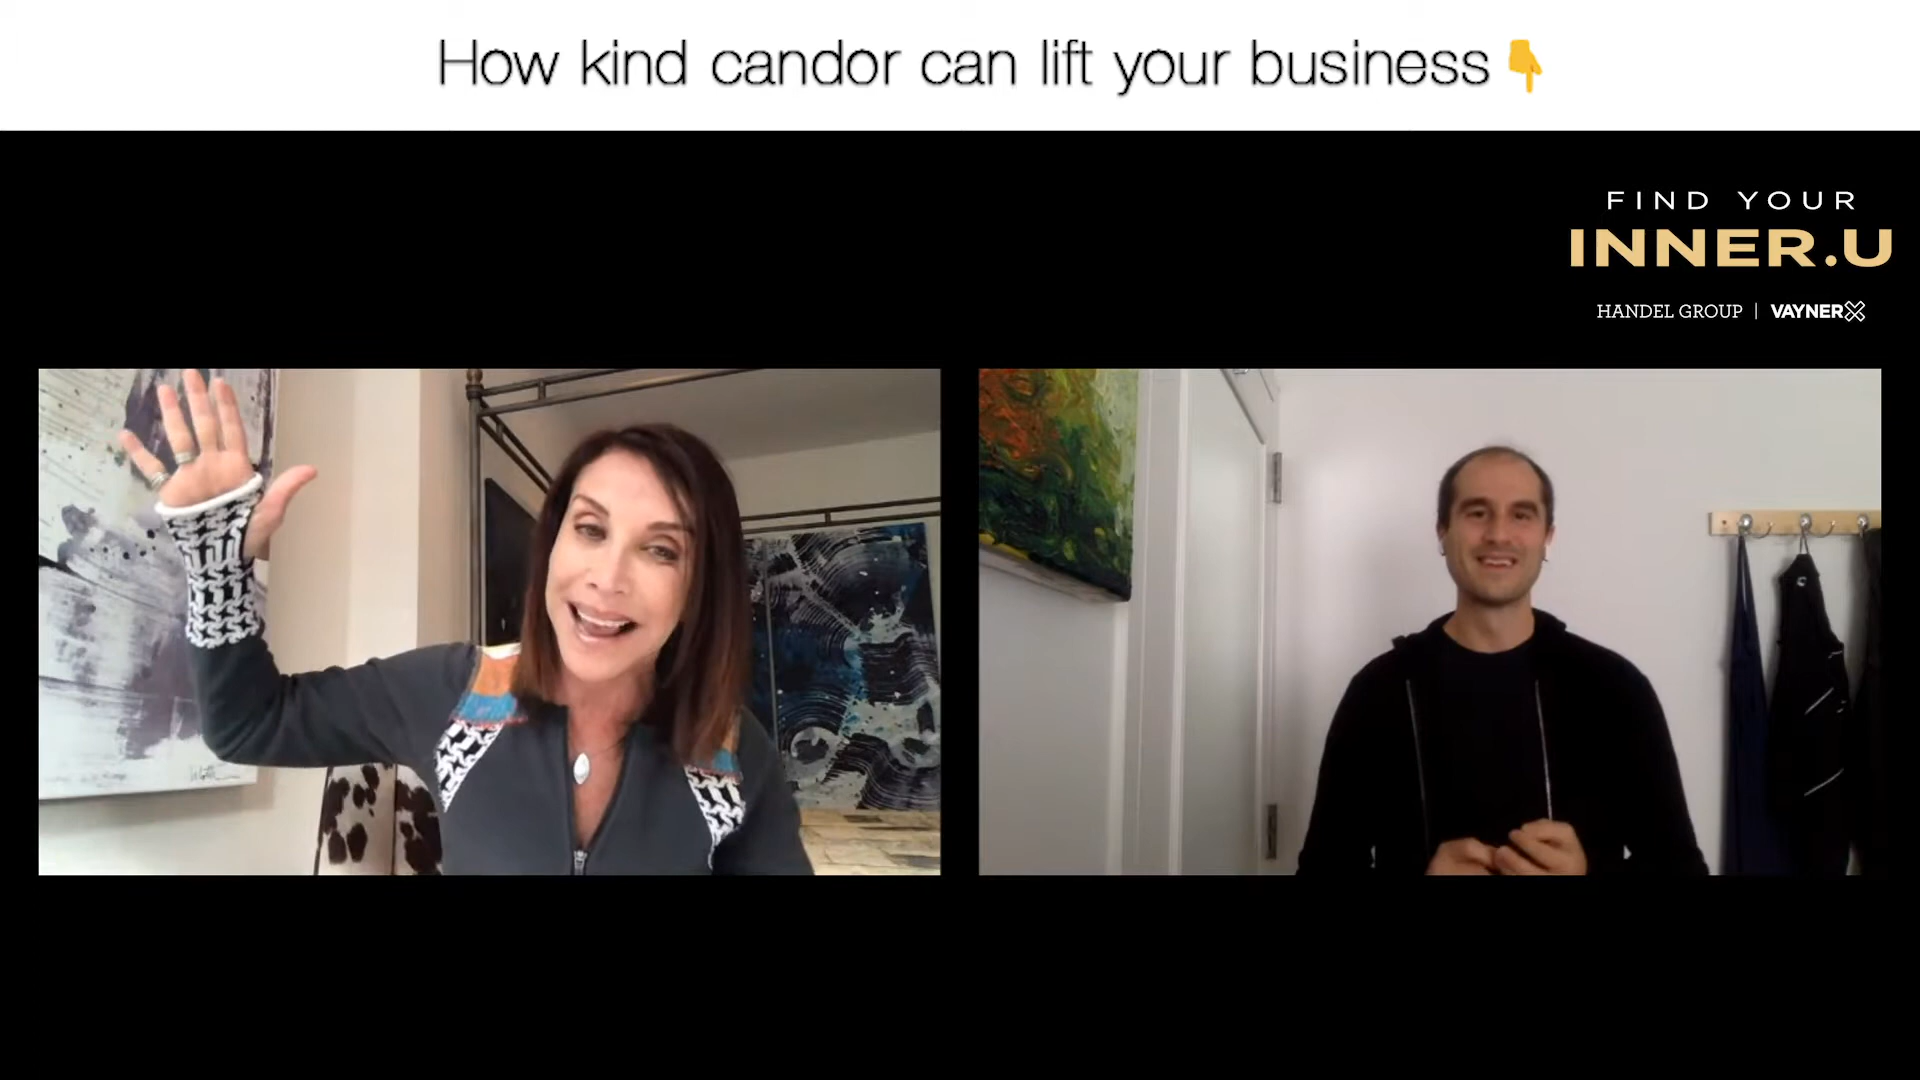 How kind candor can lift your business👇
FIND YOUR
INNER.U
HANDEL GROUP | VAYNERX